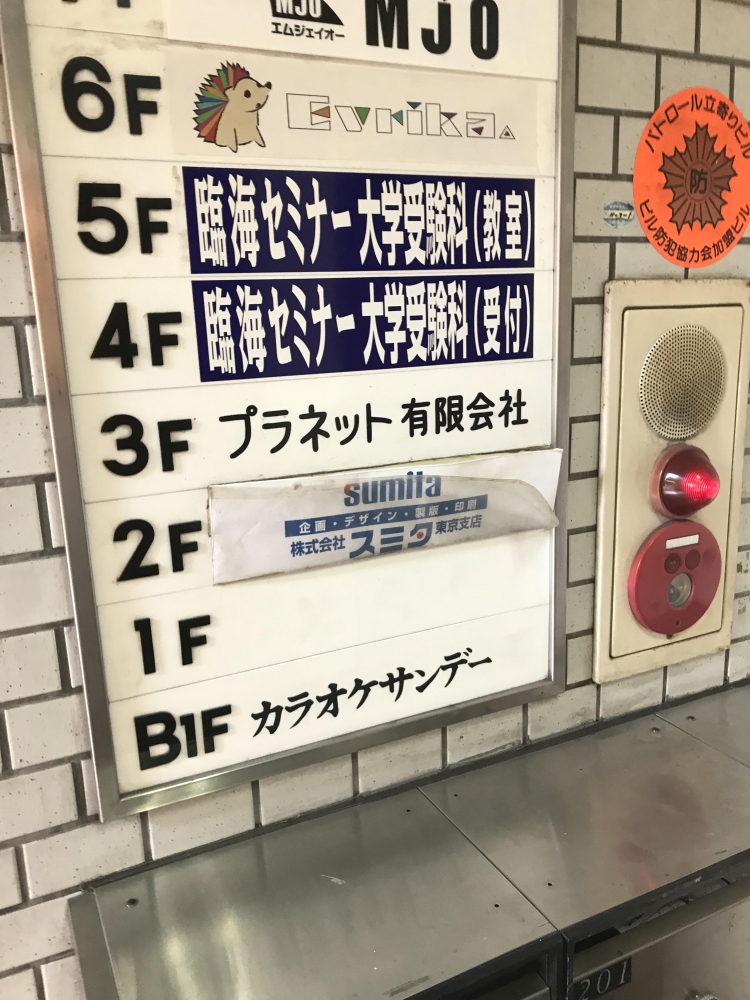 MJO
エムジェイオー
MJO
6F
Evrika.
5F
臨海セミナー 大学受験科(教室)
4F
臨海セミナー 大学受験科(受付)
3F
プラネット 有限会社
2F
sumita
企画・デザイン・製版・印刷
株式会社 スミタ 東京支店
1F
B1F
カラオケサンデー
パトロール立寄りビル
防
ビル防犯協力会加盟ビル
201